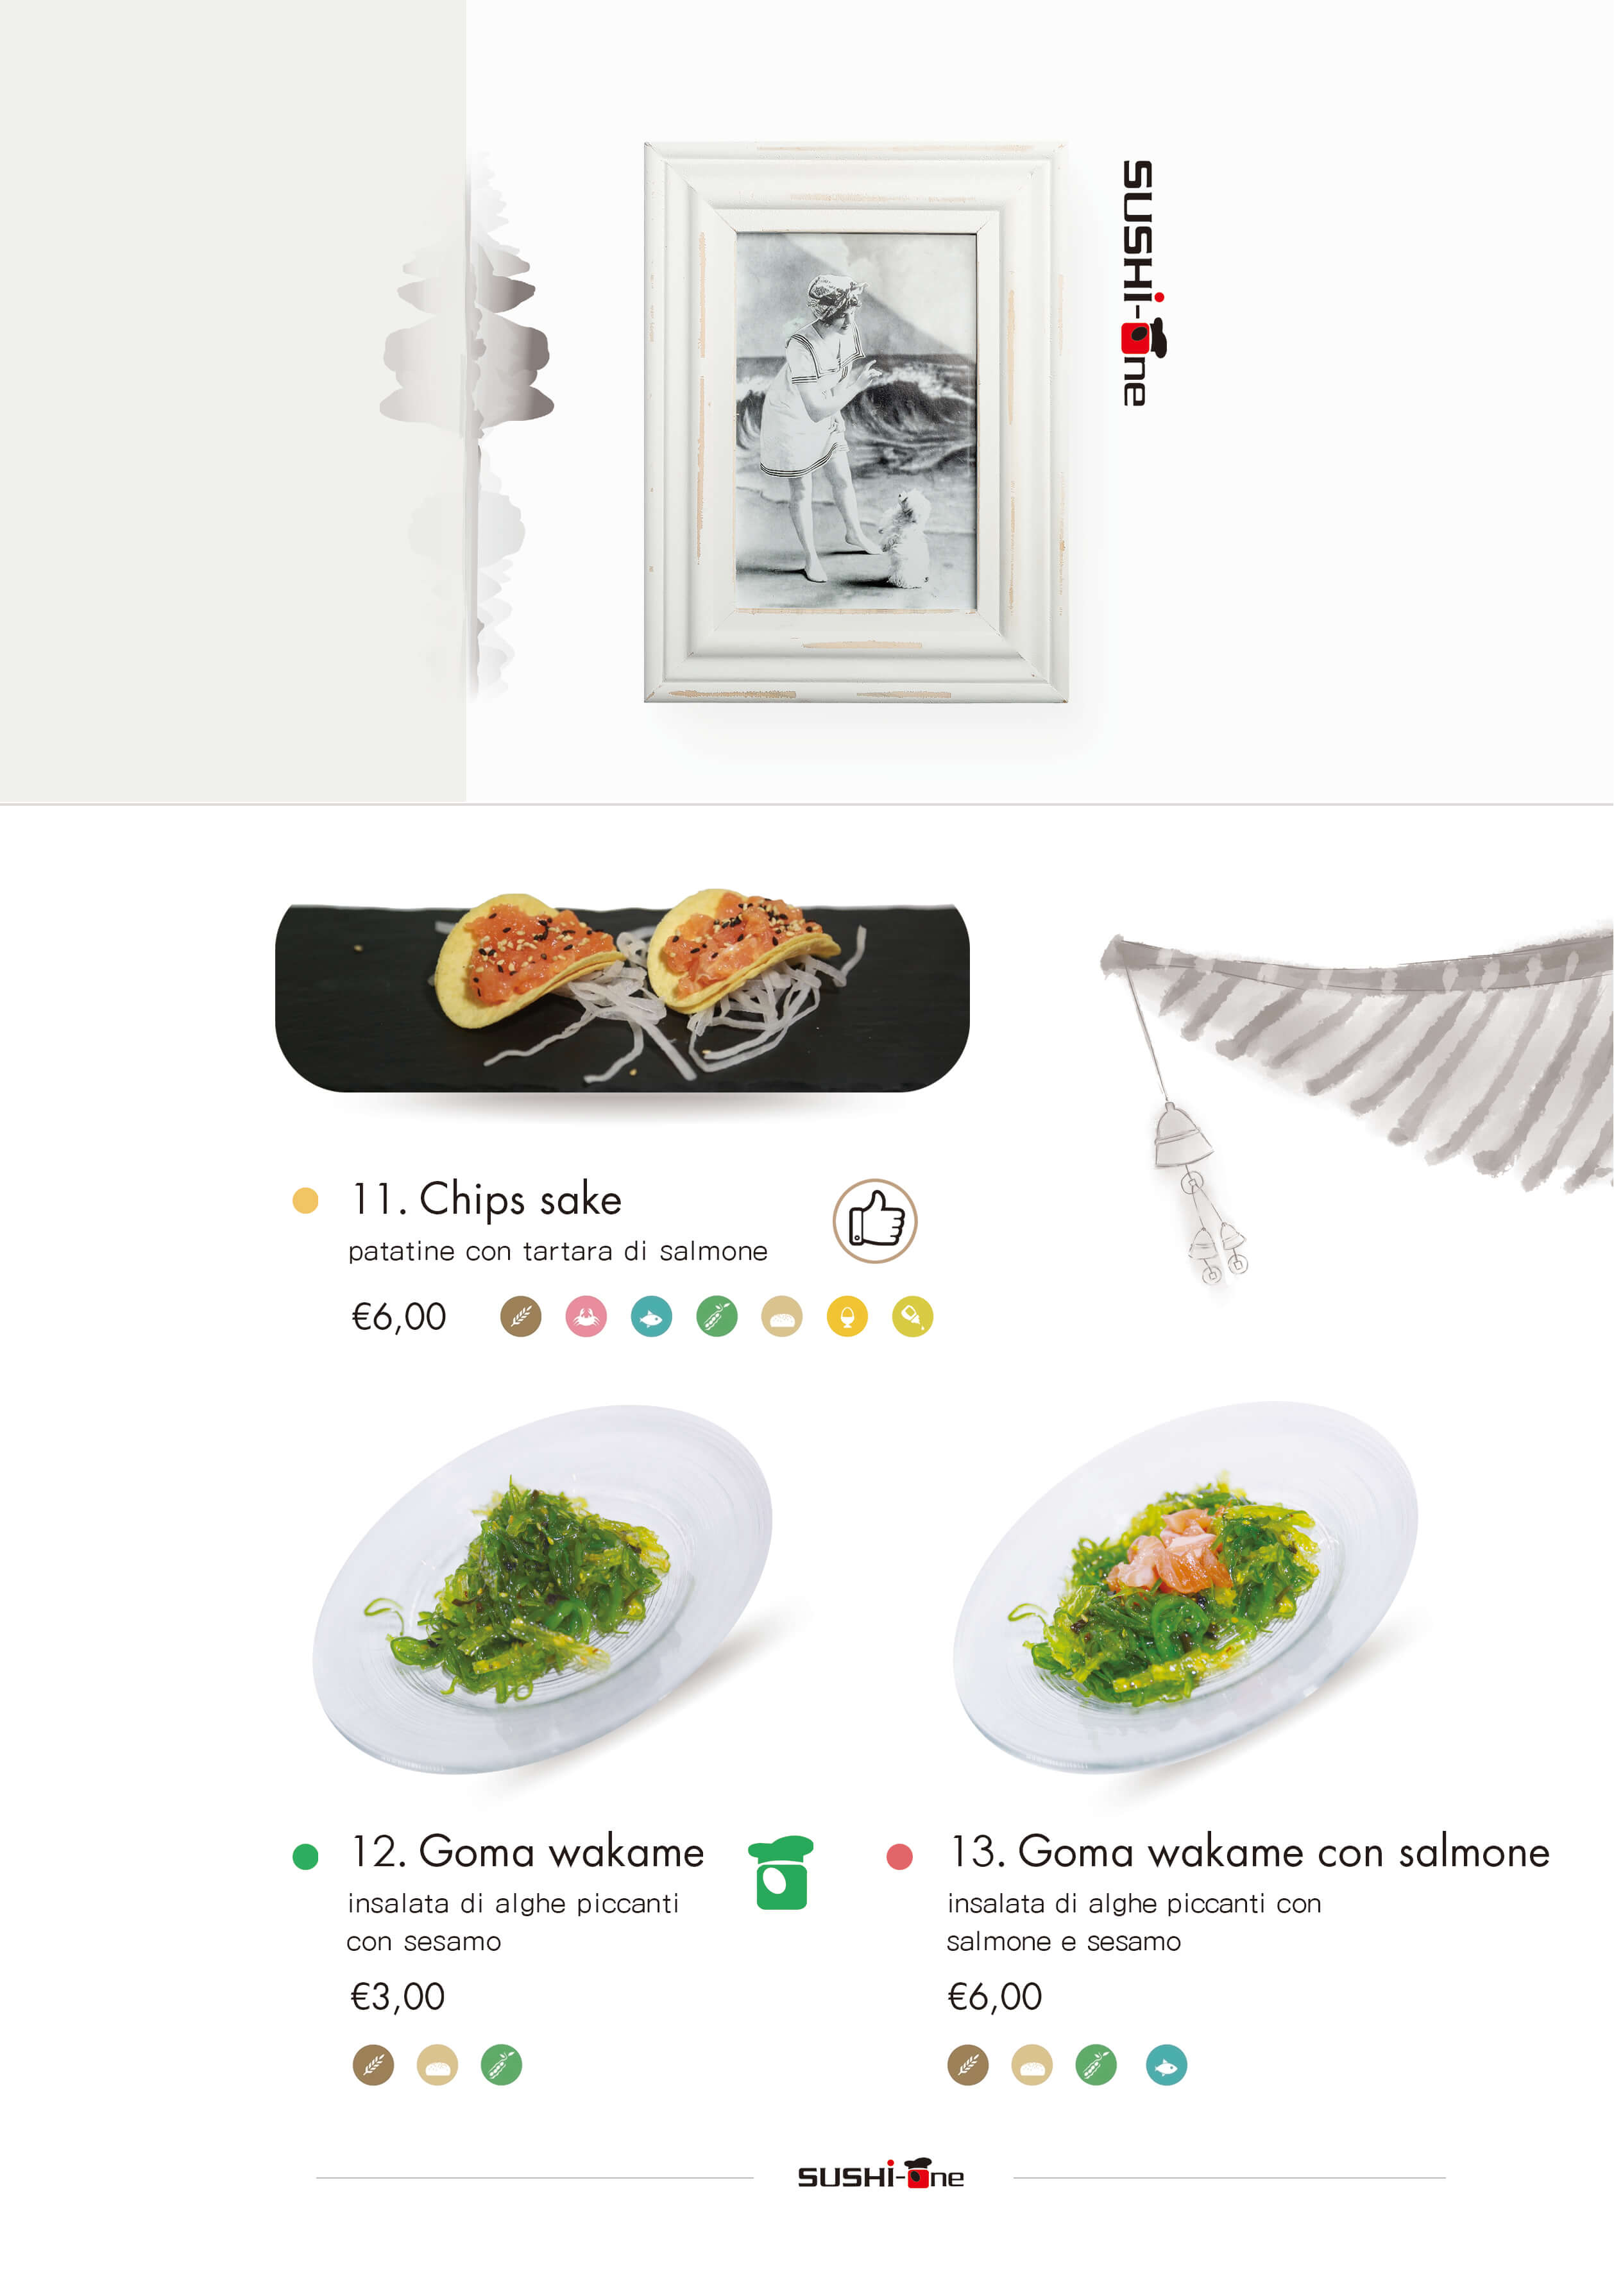 SUSHi-One
11. Chips sake
patatine con tartara di salmone
€6,00
12. Goma wakame
insalata di alghe piccanti
con sesamo
€3,00
13. Goma wakame con salmone
insalata di alghe piccanti con
salmone e sesamo
€6,00
SUSHi-One